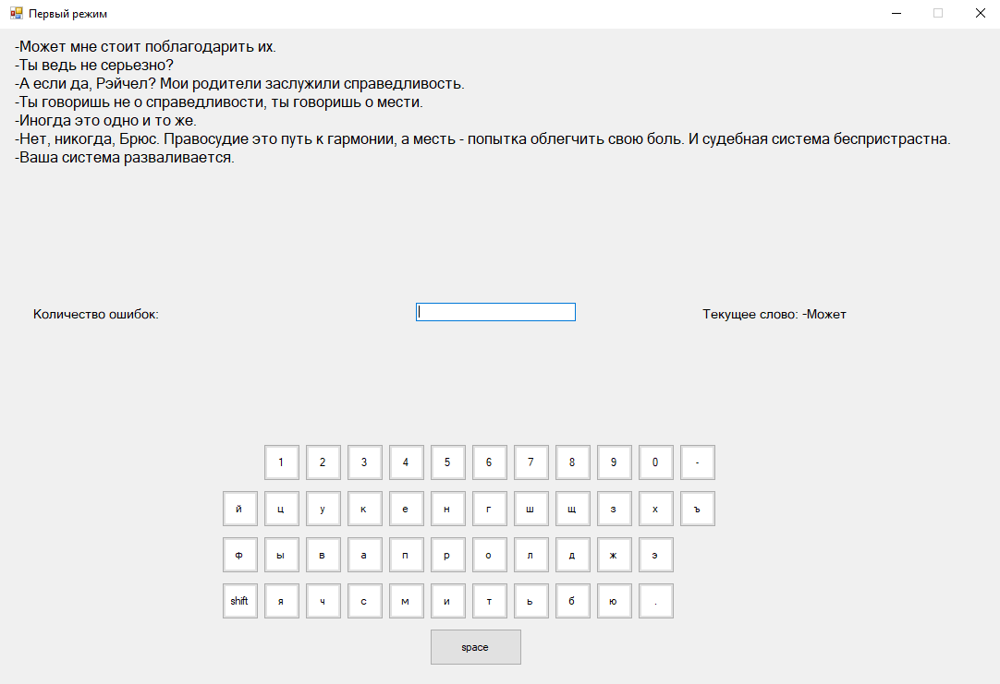 Первый режим
-Может мне стоит поблагодарить их.
-Ты ведь не серьезно?
-А если да, Рэйчел? Мои родители заслужили справедливость.
-Ты говоришь не о справедливости, ты говоришь о мести.
-Иногда это одно и то же.
-Нет, никогда, Брюс. Правосудие это путь к гармонии, а месть - попытка облегчить свою боль. И судебная система беспристрастна.
-Ваша система разваливается.
Количество ошибок:
Текущее слово: -Может
1 2 3 4 5 6 7 8 9 0 -
й ц у к е н г ш щ з х ъ
ф ы в а п р о л д ж э
shift я ч с м и т ь б ю .
space